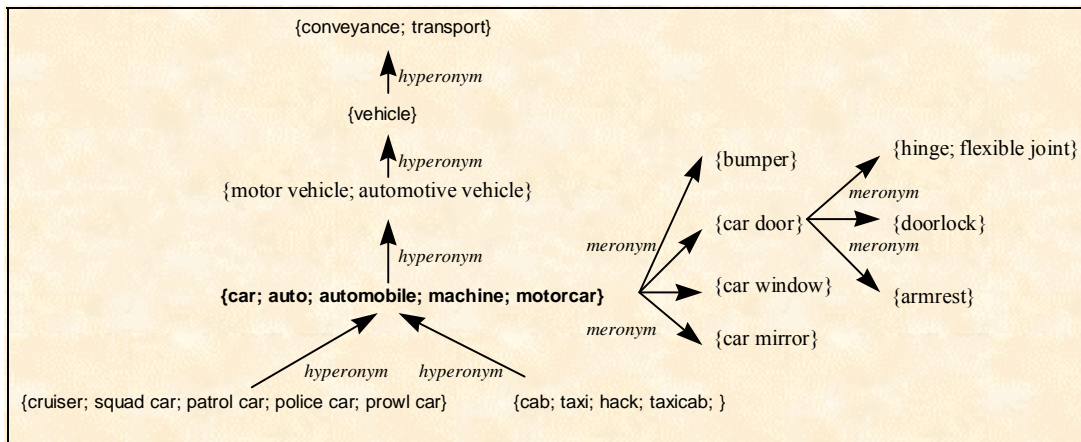 {conveyance; transport}
hyperonym
{vehicle}
hyperonym
{motor vehicle; automotive vehicle}
hyperonym
{car; auto; automobile; machine; motorcar}
hyperonym
hyperonym
{cruiser; squad car; patrol car; police car; prowl car}
{cab; taxi; hack; taxicab; }
meronym
meronym
{bumper}
{car door}
{car window}
{car mirror}
meronym
meronym
{hinge; flexible joint}
{doorlock}
{armrest}